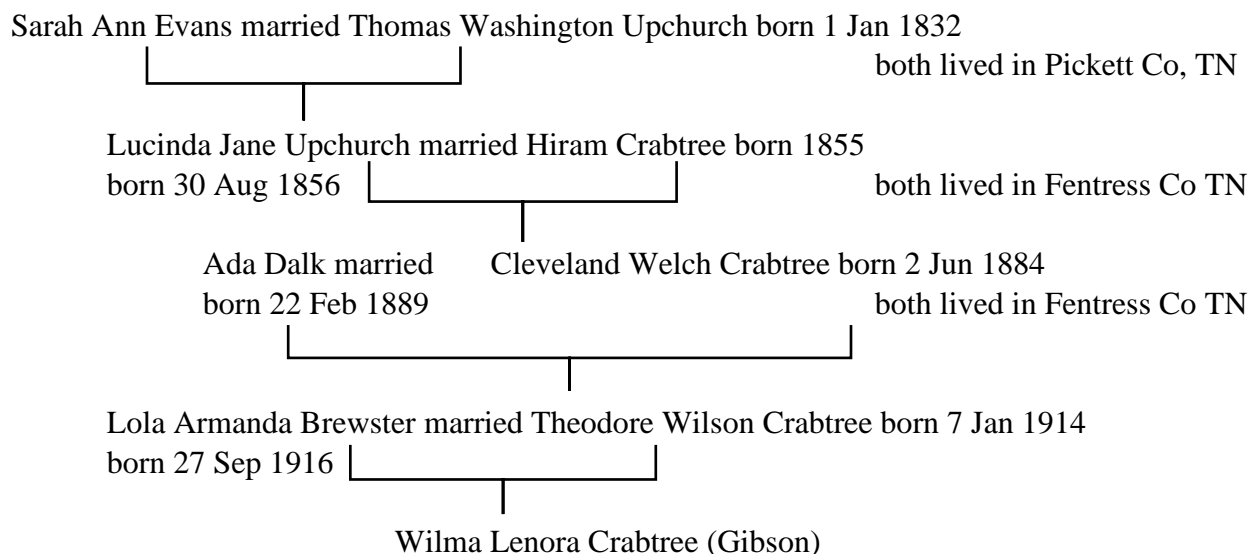 Sarah Ann Evans married Thomas Washington Upchurch born 1 Jan 1832
both lived in Pickett Co, TN
Lucinda Jane Upchurch married Hiram Crabtree born 1855
born 30 Aug 1856 both lived in Fentress Co TN
Ada Dalk married Cleveland Welch Crabtree born 2 Jun 1884
born 22 Feb 1889 both lived in Fentress Co TN
Lola Armanda Brewster married Theodore Wilson Crabtree born 7 Jan 1914
born 27 Sep 1916
Wilma Lenora Crabtree (Gibson)